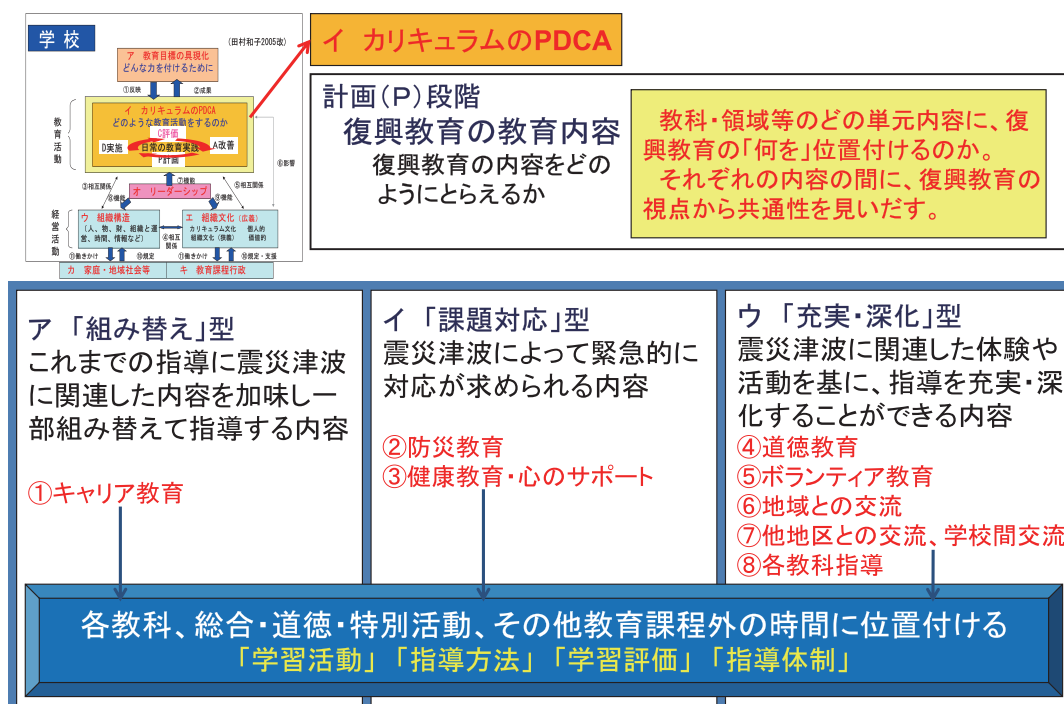 学校
(田村和子2005改)
ア 教育目標の具現化
どんな力を付けるために
①反映
②成果
教育活動
イ カリキュラムのPDCA
どのような教育活動をするのか
C評価
D実施
日常の教育実践
A改善
P計画
⑥影響
⑦機能
③相互関係
⑤相互関係
オ リーダーシップ
⑧機能
⑨機能
経営活動
ウ 組織構造
(人、物、財、組織と運
営、時間、情報など)
④相互
関係
エ 組織文化(広義)
カリキュラム文化 個人的
組織文化(狭義) 価値的
⑪働きかけ
⑩規定
⑪働きかけ
⑩規定・支援
カ 家庭・地域社会等
キ 教育課程行政
イ カリキュラムのPDCA
計画(P)段階
復興教育の教育内容
復興教育の内容をどの
ようにとらえるか
教科・領域等のどの単元内容に、復
興教育の「何を」位置付けるのか。
それぞれの内容の間に、復興教育の
視点から共通性を見いだす。
ア 「組み替え」型
これまでの指導に震災津波
に関連した内容を加味し一
部組み替えて指導する内容
①キャリア教育
イ 「課題対応」型
震災津波によって緊急的に
対応が求められる内容
②防災教育
③健康教育・心のサポート
ウ 「充実・深化」型
震災津波に関連した体験や
活動を基に、指導を充実・深
化することができる内容
④道徳教育
⑤ボランティア教育
⑥地域との交流
⑦他地区との交流、学校間交流
⑧各教科指導
各教科、総合・道徳・特別活動、その他教育課程外の時間に位置付ける
「学習活動」「指導方法」「学習評価」「指導体制」